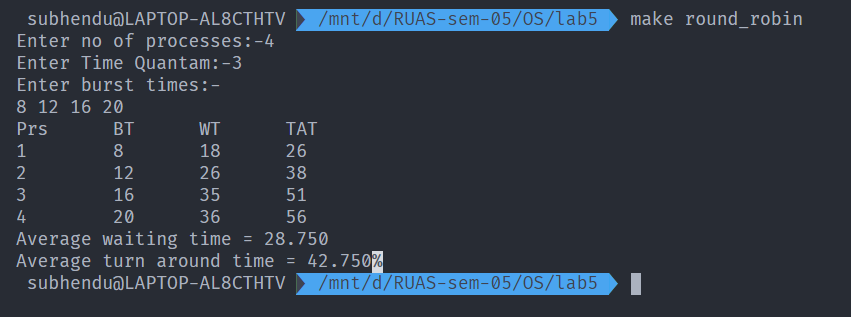 subhendu@LAPTOP-AL8CTHTV /mnt/d/RUAS-sem-05/OS/lab5 make round_robin
Enter no of processes:-4
Enter Time Quantam:-3
Enter burst times:-
8 12 16 20
Prs BT WT TAT
1 8 18 26
2 12 26 38
3 16 35 51
4 20 36 56
Average waiting time = 28.750
Average turn around time = 42.750%
subhendu@LAPTOP-AL8CTHTV /mnt/d/RUAS-sem-05/OS/lab5